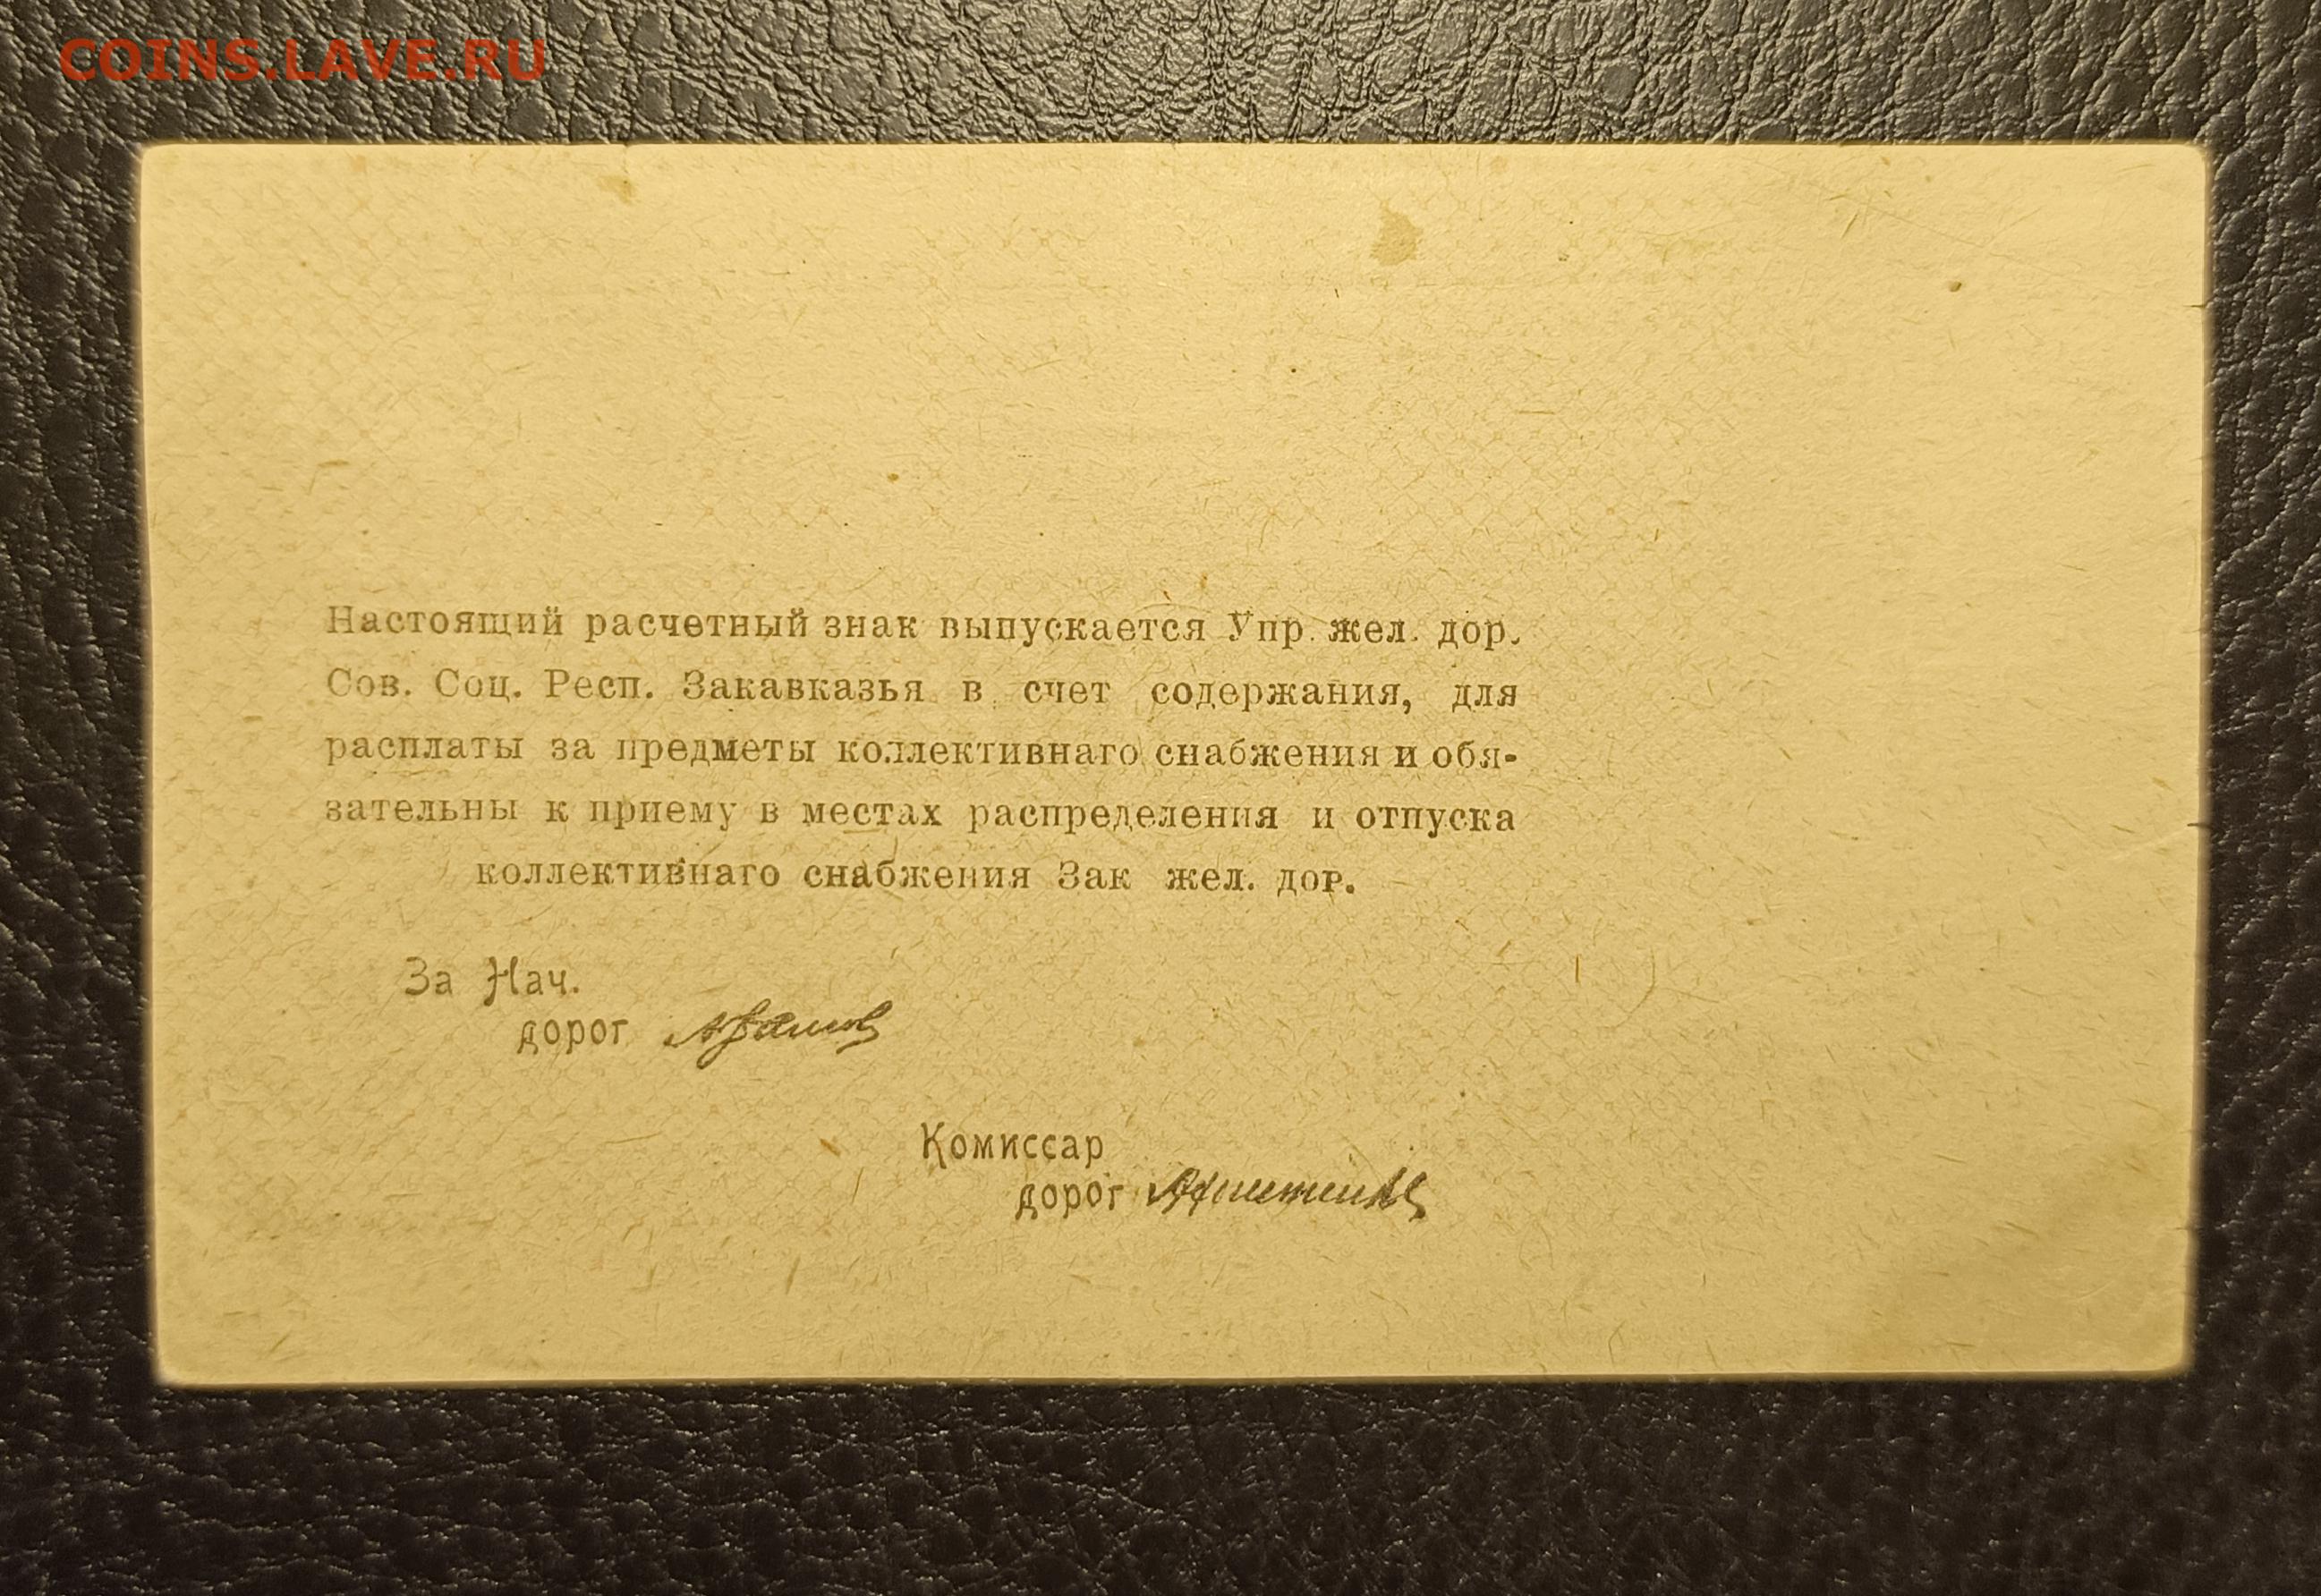 COINS.LAVE.RU
Настоящий расчетный знак выпускается Упр. жел. дор.
Сов. Соц. Респ. Закавказья в счет содержания, для
расплаты за предметы коллективнаго снабжения и обя-
зательны к приему в местах распределения и отпуска
коллективнаго снабжения Зак жел. дор.
За Нач.
дорог
Комиссар
дорог